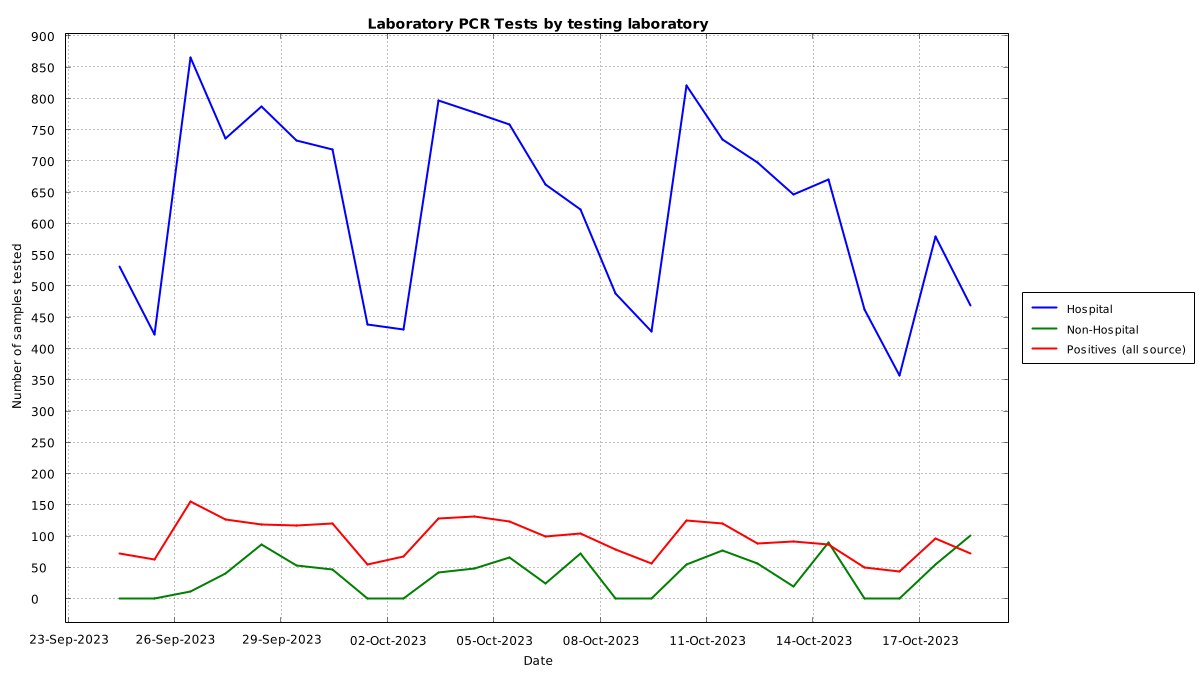 Laboratory PCR Tests by testing laboratory
900
850
800
750
700
650
600
550
500
450
400
350
300
250
200
150
100
50
0
Number of samples tested
23-Sep-2023 26-Sep-2023 29-Sep-2023 02-Oct-2023 05-Oct-2023 08-Oct-2023 11-Oct-2023 14-Oct-2023 17-Oct-2023
Date
Hospital
Non-Hospital
Positives (all source)